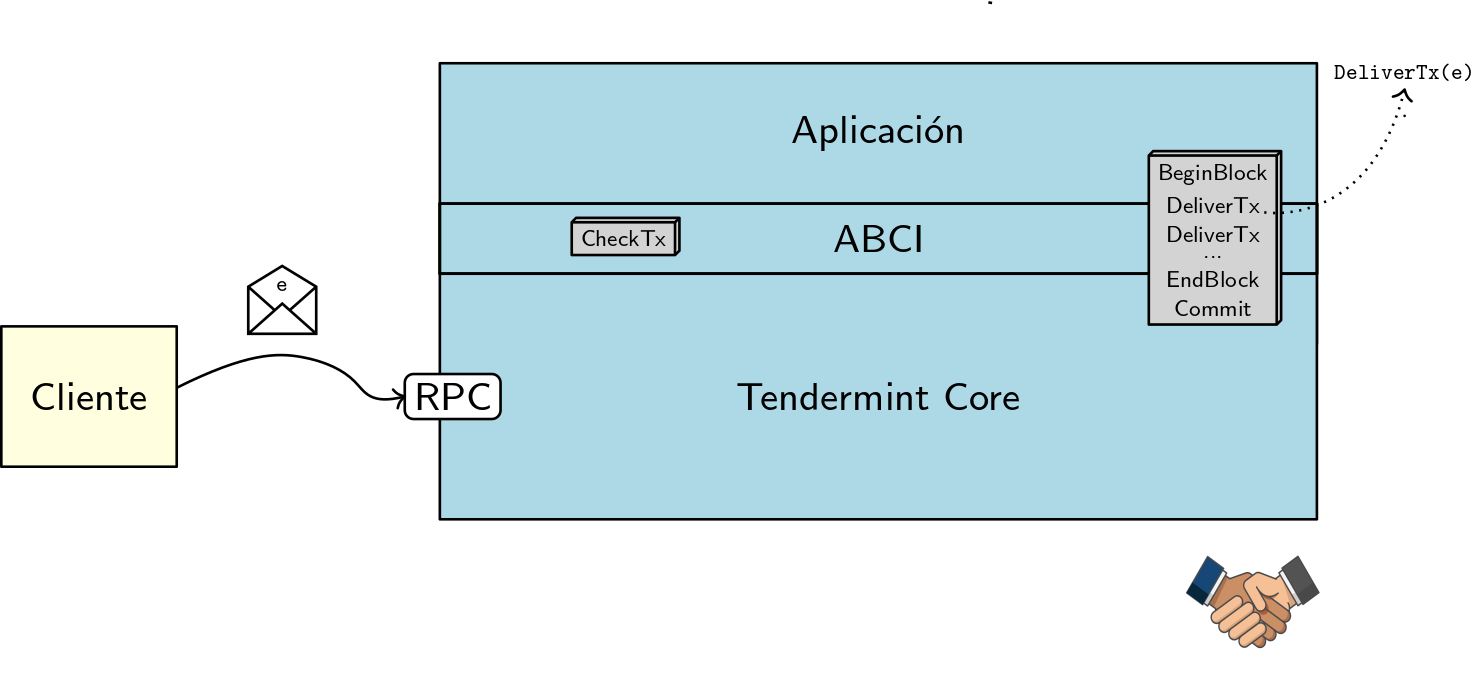 DeliverTx(e)
Aplicación
BeginBlock
DeliverTx
DeliverTx
...
EndBlock
Commit
CheckTx
ABCI
e
Cliente
RPC
Tendermint Core